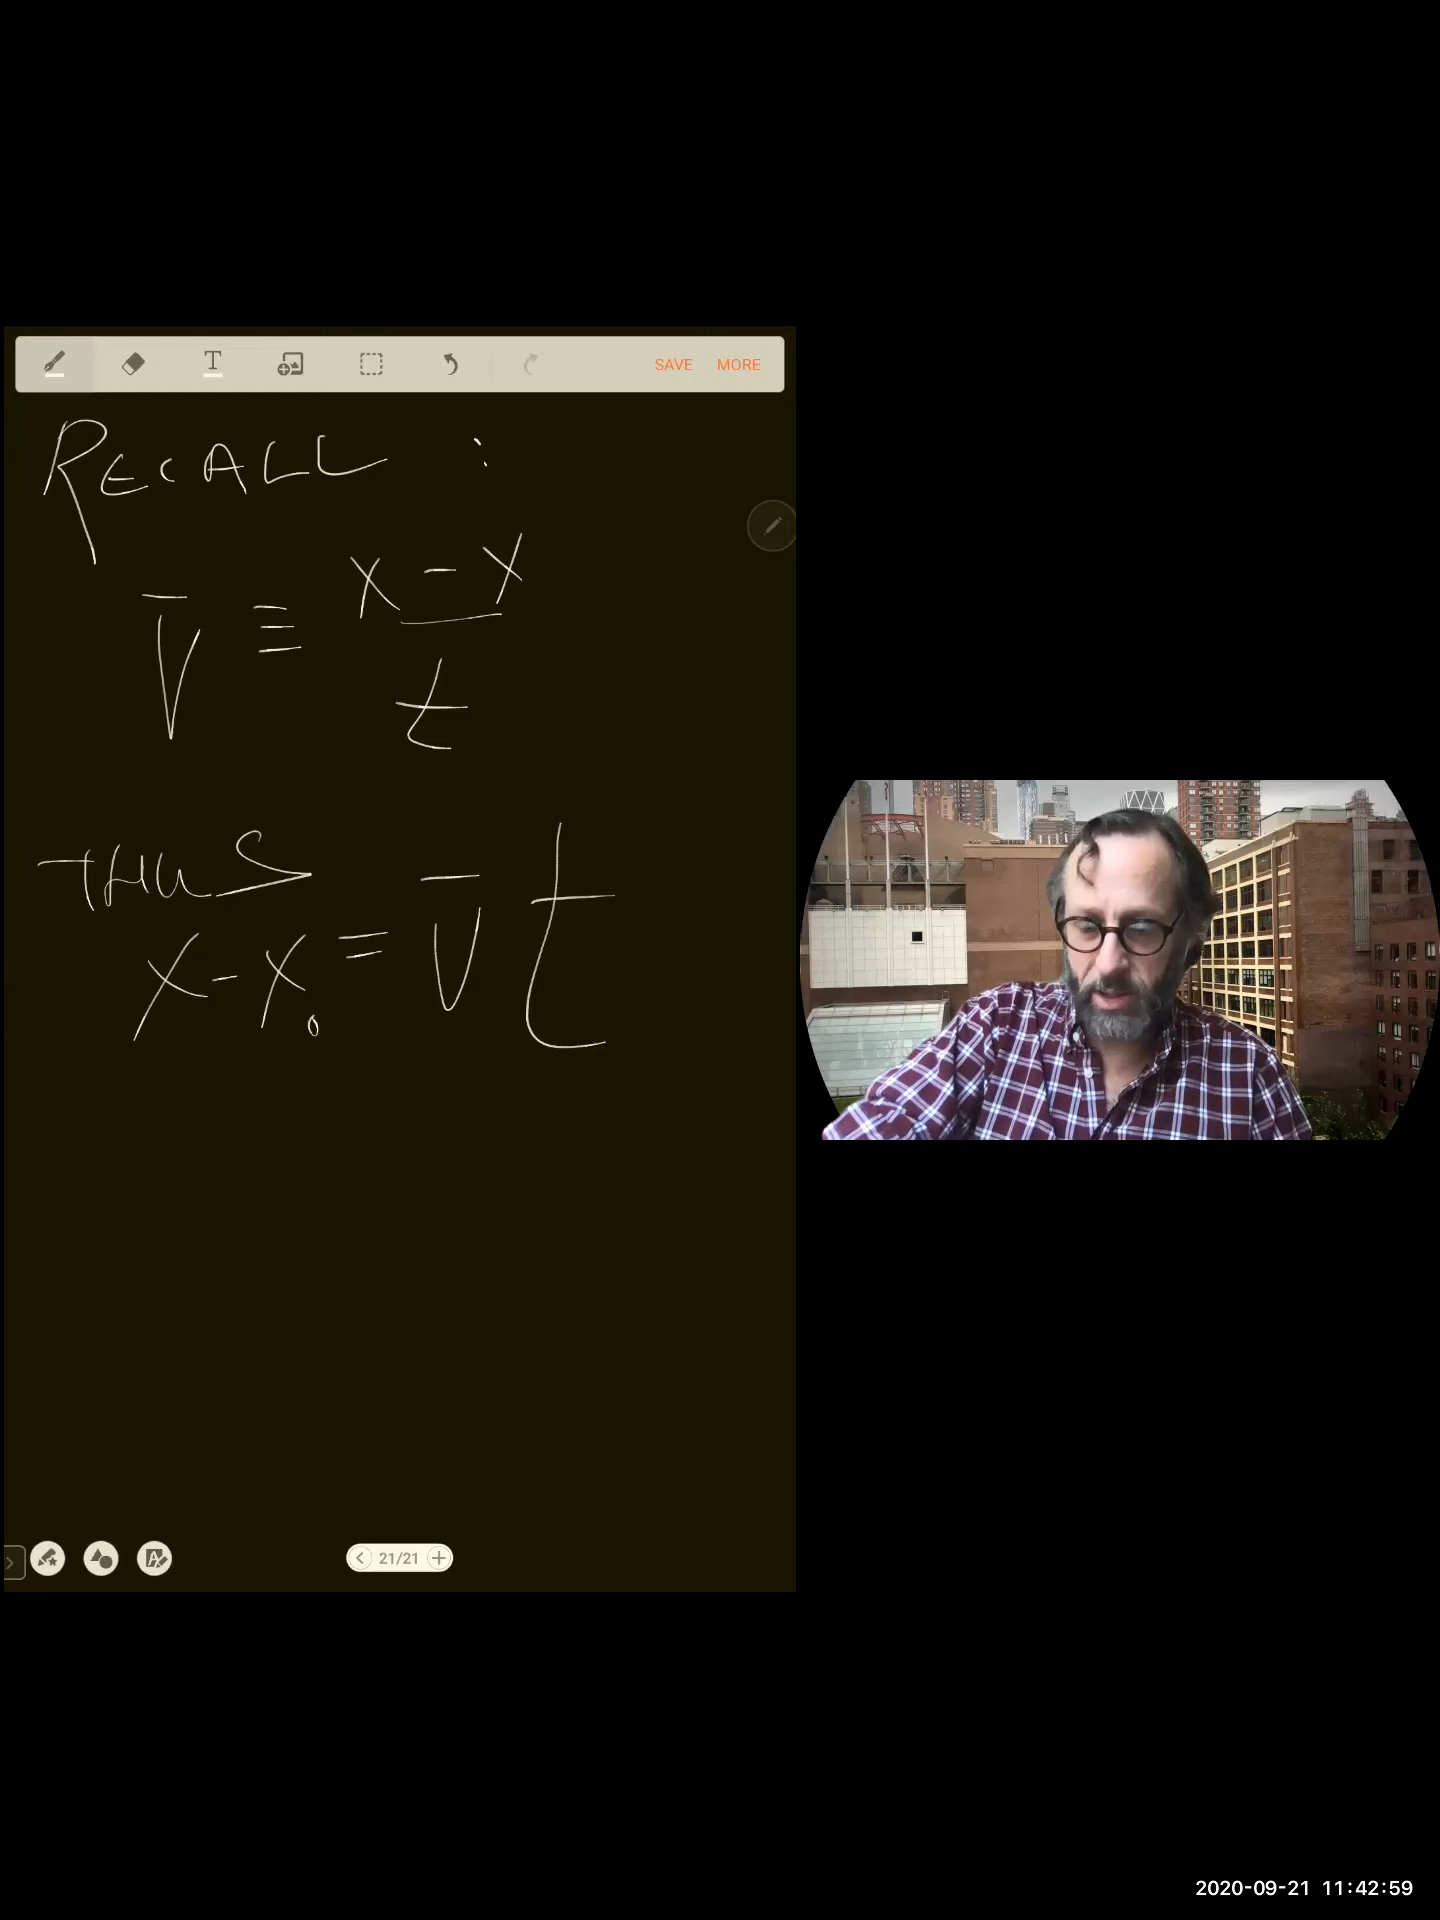 SAVE MORE
RECALL :
V̄ ≡ x - x
t
THUS
x - x₀ = v̄ t
21/21
2020-09-21 11:42:59